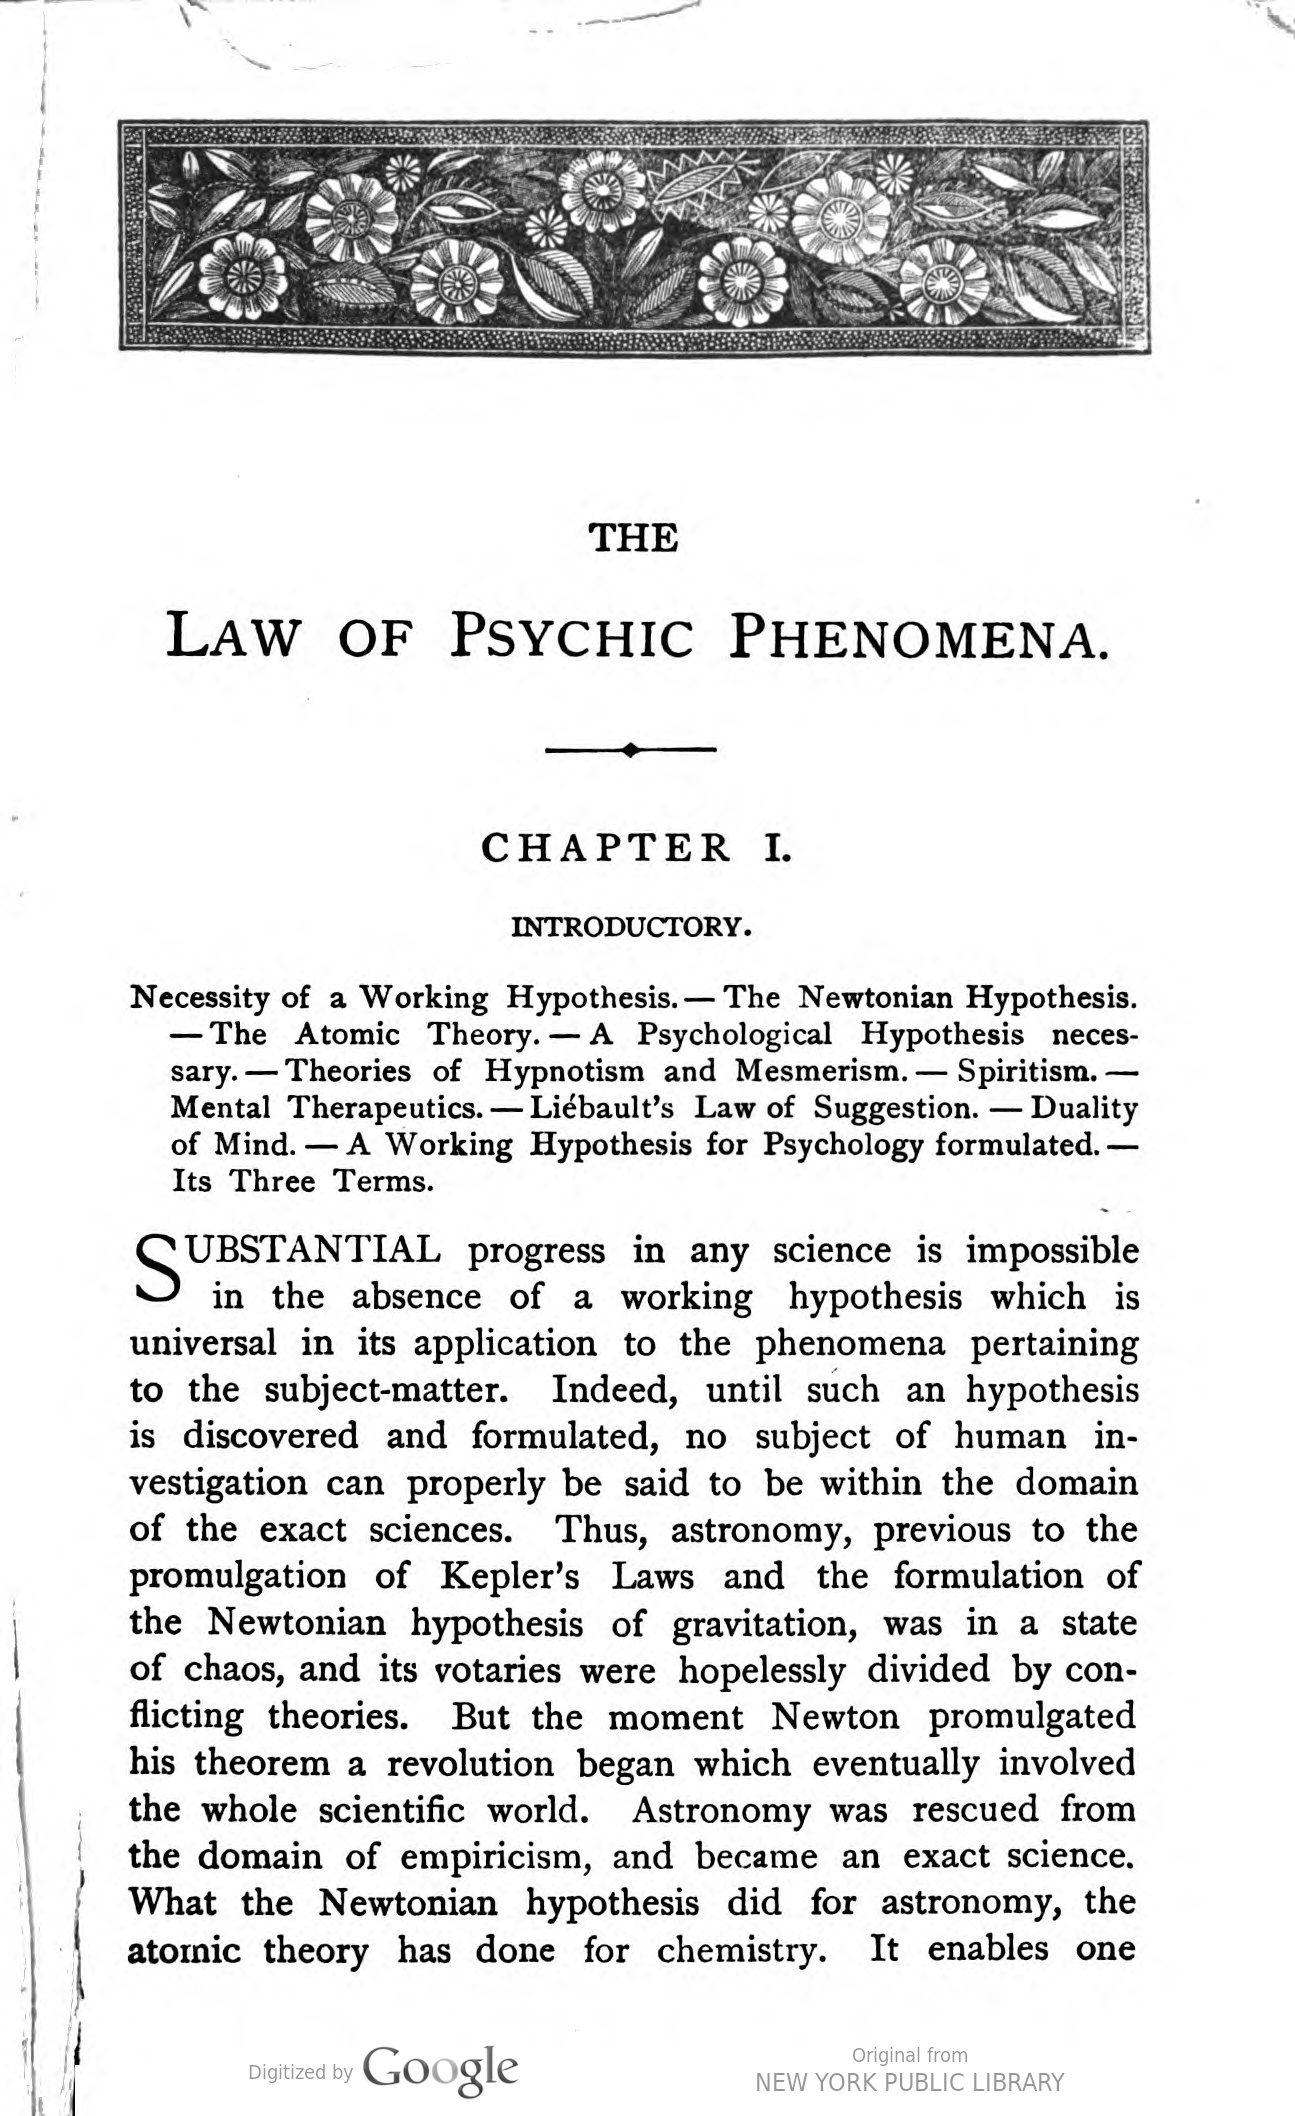 THE
LAW OF PSYCHIC PHENOMENA.
CHAPTER I.
INTRODUCTORY.
Necessity of a Working Hypothesis. — The Newtonian Hypothesis.
— The Atomic Theory. — A Psychological Hypothesis neces-
sary. — Theories of Hypnotism and Mesmerism. — Spiritism. —
Mental Therapeutics. — Liébault's Law of Suggestion. — Duality
of Mind. — A Working Hypothesis for Psychology formulated. —
Its Three Terms.
SUBSTANTIAL progress in any science is impossible
in the absence of a working hypothesis which is
universal in its application to the phenomena pertaining
to the subject-matter. Indeed, until such an hypothesis
is discovered and formulated, no subject of human in-
vestigation can properly be said to be within the domain
of the exact sciences. Thus, astronomy, previous to the
promulgation of Kepler's Laws and the formulation of
the Newtonian hypothesis of gravitation, was in a state
of chaos, and its votaries were hopelessly divided by con-
flicting theories. But the moment Newton promulgated
his theorem a revolution began which eventually involved
the whole scientific world. Astronomy was rescued from
the domain of empiricism, and became an exact science.
What the Newtonian hypothesis did for astronomy, the
atomic theory has done for chemistry. It enables one
Digitized by Google
Original from
NEW YORK PUBLIC LIBRARY